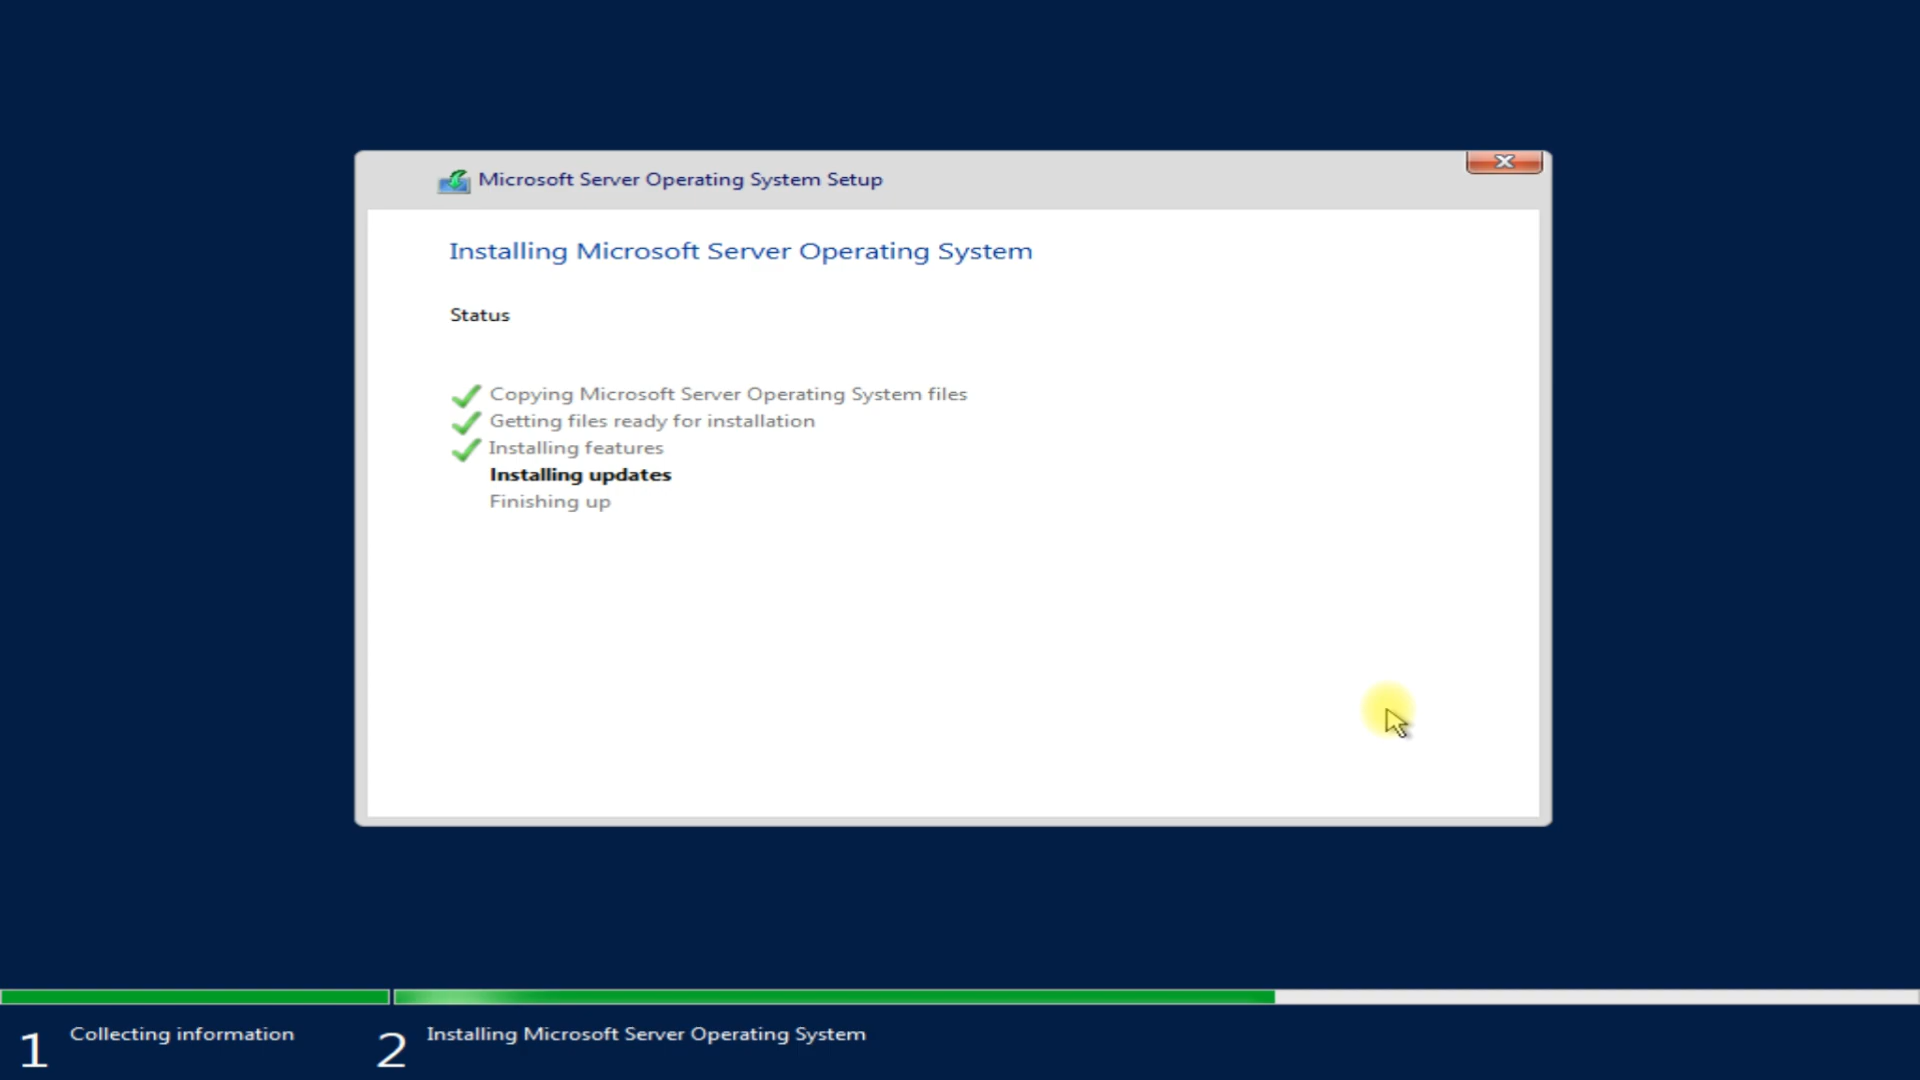 Microsoft Server Operating System Setup
Installing Microsoft Server Operating System
Status
Copying Microsoft Server Operating System files
Getting files ready for installation
Installing features
Installing updates
Finishing up
1 Collecting information
2 Installing Microsoft Server Operating System